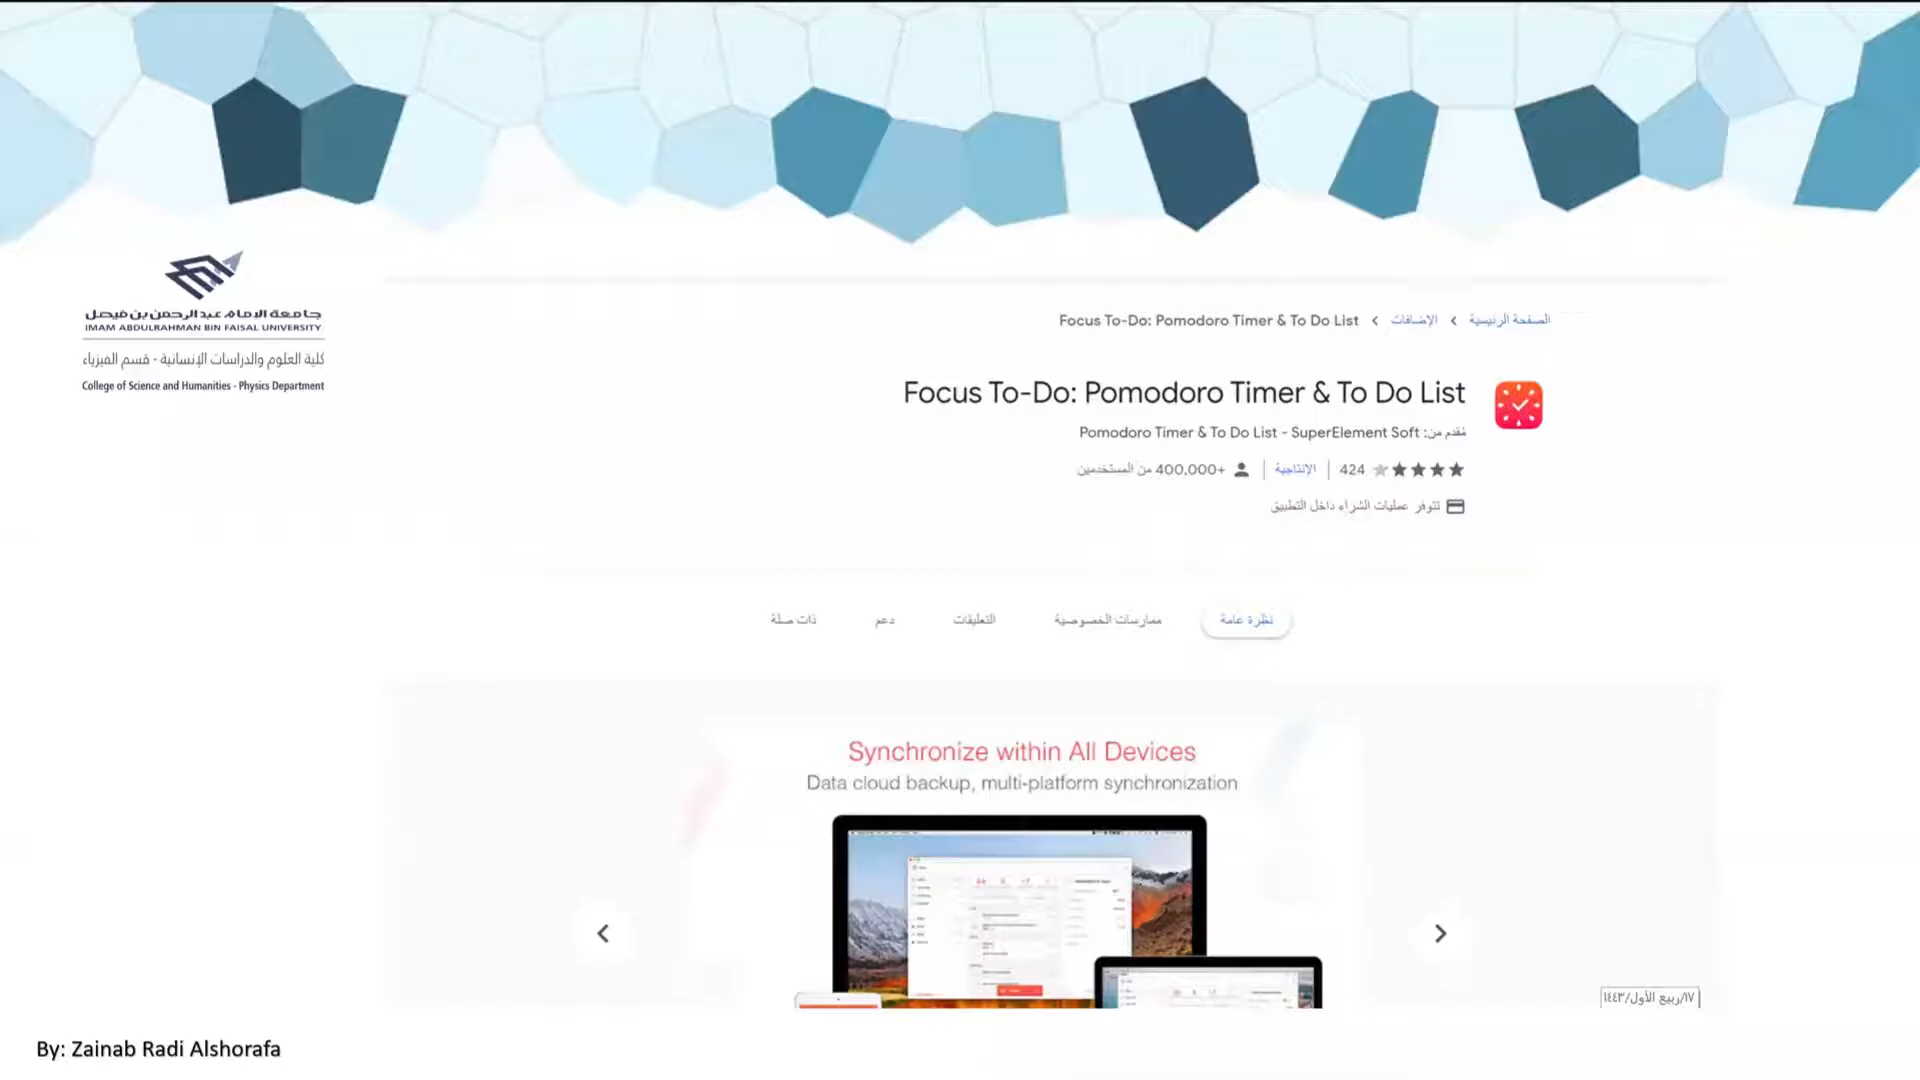 جامعة الإمام عبدالرحمن بن فيصل
IMAM ABDULRAHMAN BIN FAISAL UNIVERSITY
كلية العلوم والدراسات الإنسانية - قسم الفيزياء
College of Science and Humanities - Physics Department
الصفحة الرئيسية > الإضافات > Focus To-Do: Pomodoro Timer & To Do List
Focus To-Do: Pomodoro Timer & To Do List
مُقدم من: Pomodoro Timer & To Do List - SuperElement Soft
424 | الإنتاجية | +400,000 من المستخدمين
تتوفر عمليات الشراء داخل التطبيق
نظرة عامة
ممارسات الخصوصية
التعليقات
دعم
ذات صلة
Synchronize within All Devices
Data cloud backup, multi-platform synchronization
١٧/ربيع الأول/١٤٤٣
By: Zainab Radi Alshorafa